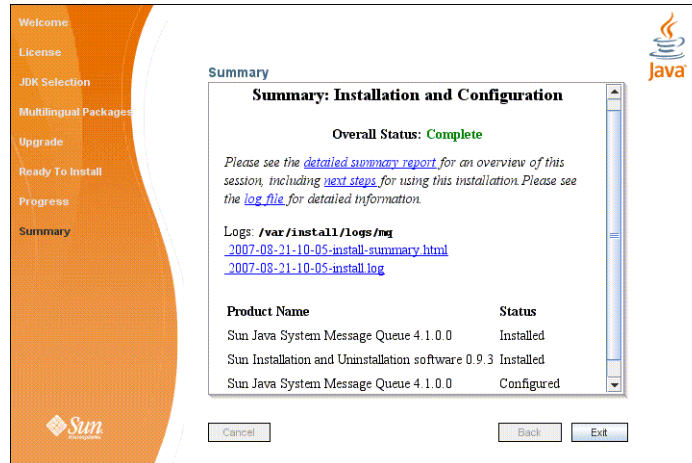 Welcome
License
JDK Selection
Multilingual Packages
Upgrade
Ready To Install
Progress
Summary
Sun
microsystems
Java
Summary
Summary: Installation and Configuration
Overall Status: Complete
Please see the detailed summary report for an overview of this
session, including next steps for using this installation. Please see
the log file for detailed information.
Logs: /var/install/logs/mq
2007-08-21-10-05-install-summary.html
2007-08-21-10-05-install.log
Product Name Status
Sun Java System Message Queue 4.1.0.0 Installed
Sun Installation and Uninstallation software 0.9.3 Installed
Sun Java System Message Queue 4.1.0.0 Configured
Cancel Back Exit